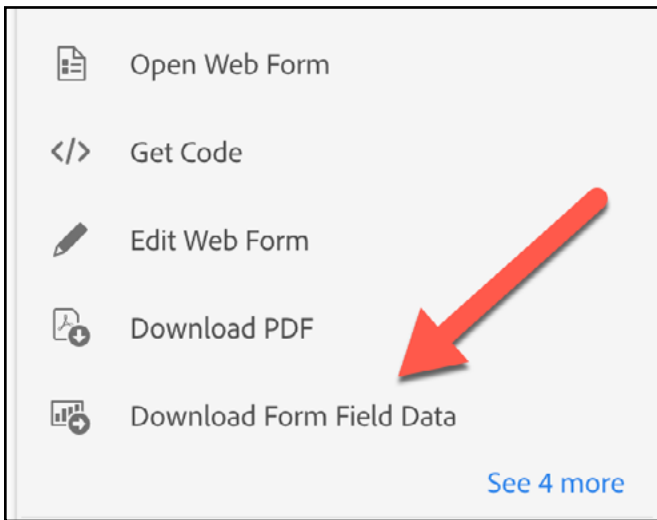 Open Web Form
</> Get Code
Edit Web Form
Download PDF
Download Form Field Data
See 4 more